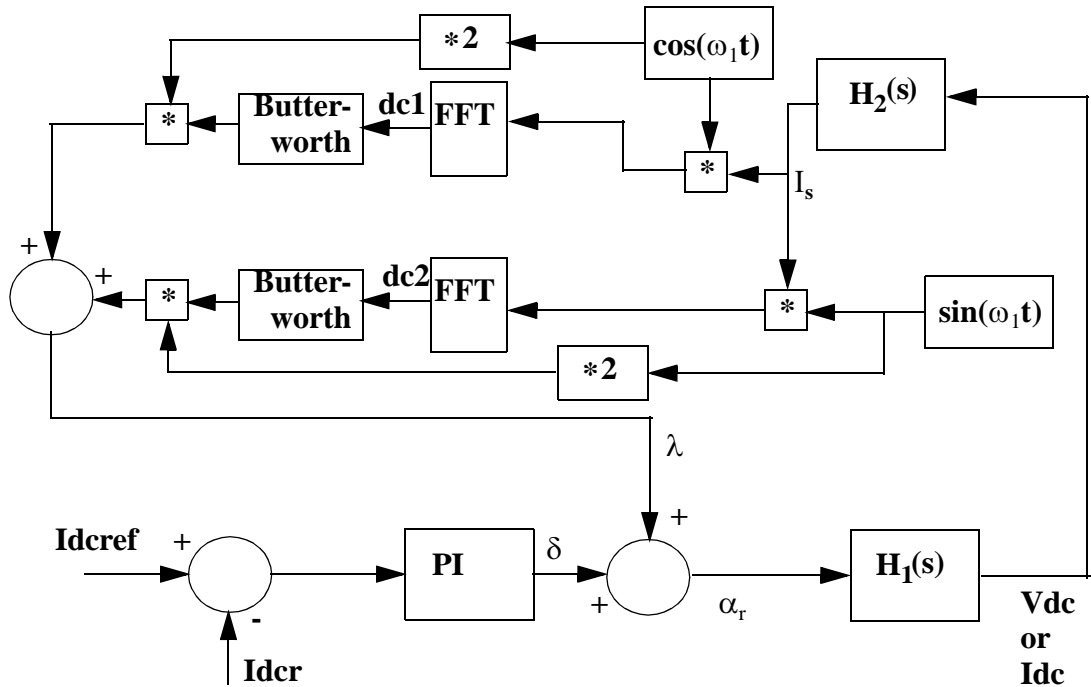 *2
cos(ω₁t)
H₂(s)
Butter-
worth
dc1
FFT
*
*
Iₛ
+
+
Butter-
worth
dc2
FFT
*
*
sin(ω₁t)
*2
λ
Idcref
+
PI
δ
+
+
αᵣ
H₁(s)
-
Idcr
Vdc
or
Idc